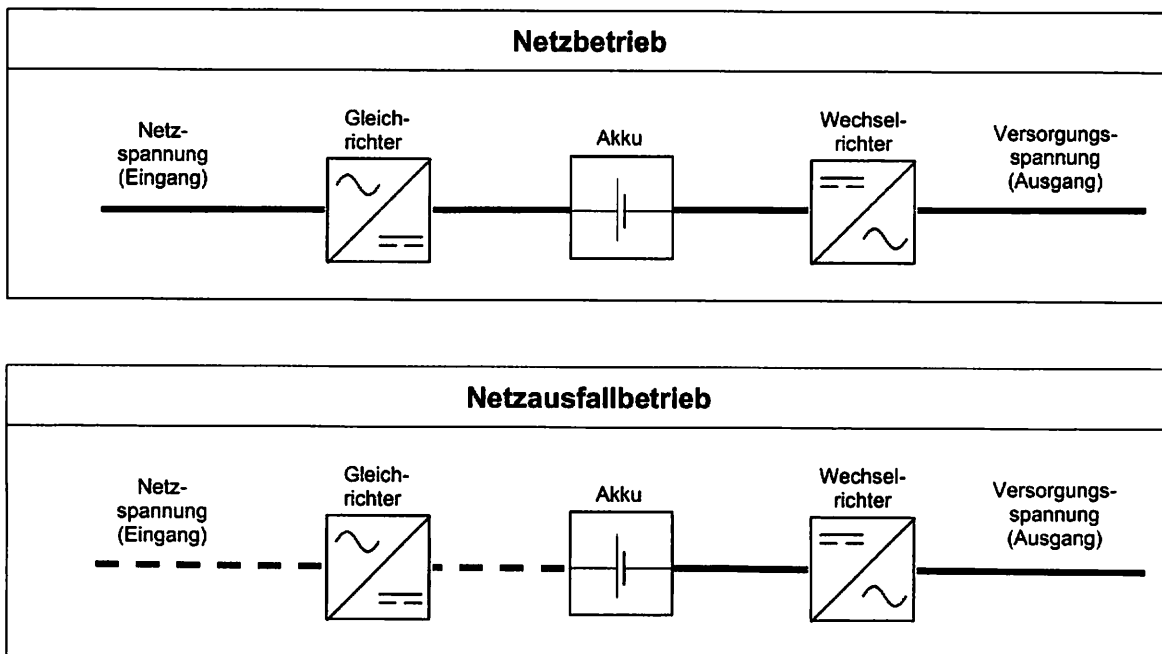 Netzbetrieb
Netz-
spannung
(Eingang)
Gleich-
richter
Akku
Wechsel-
richter
Versorgungs-
spannung
(Ausgang)
Netzausfallbetrieb
Netz-
spannung
(Eingang)
Gleich-
richter
Akku
Wechsel-
richter
Versorgungs-
spannung
(Ausgang)